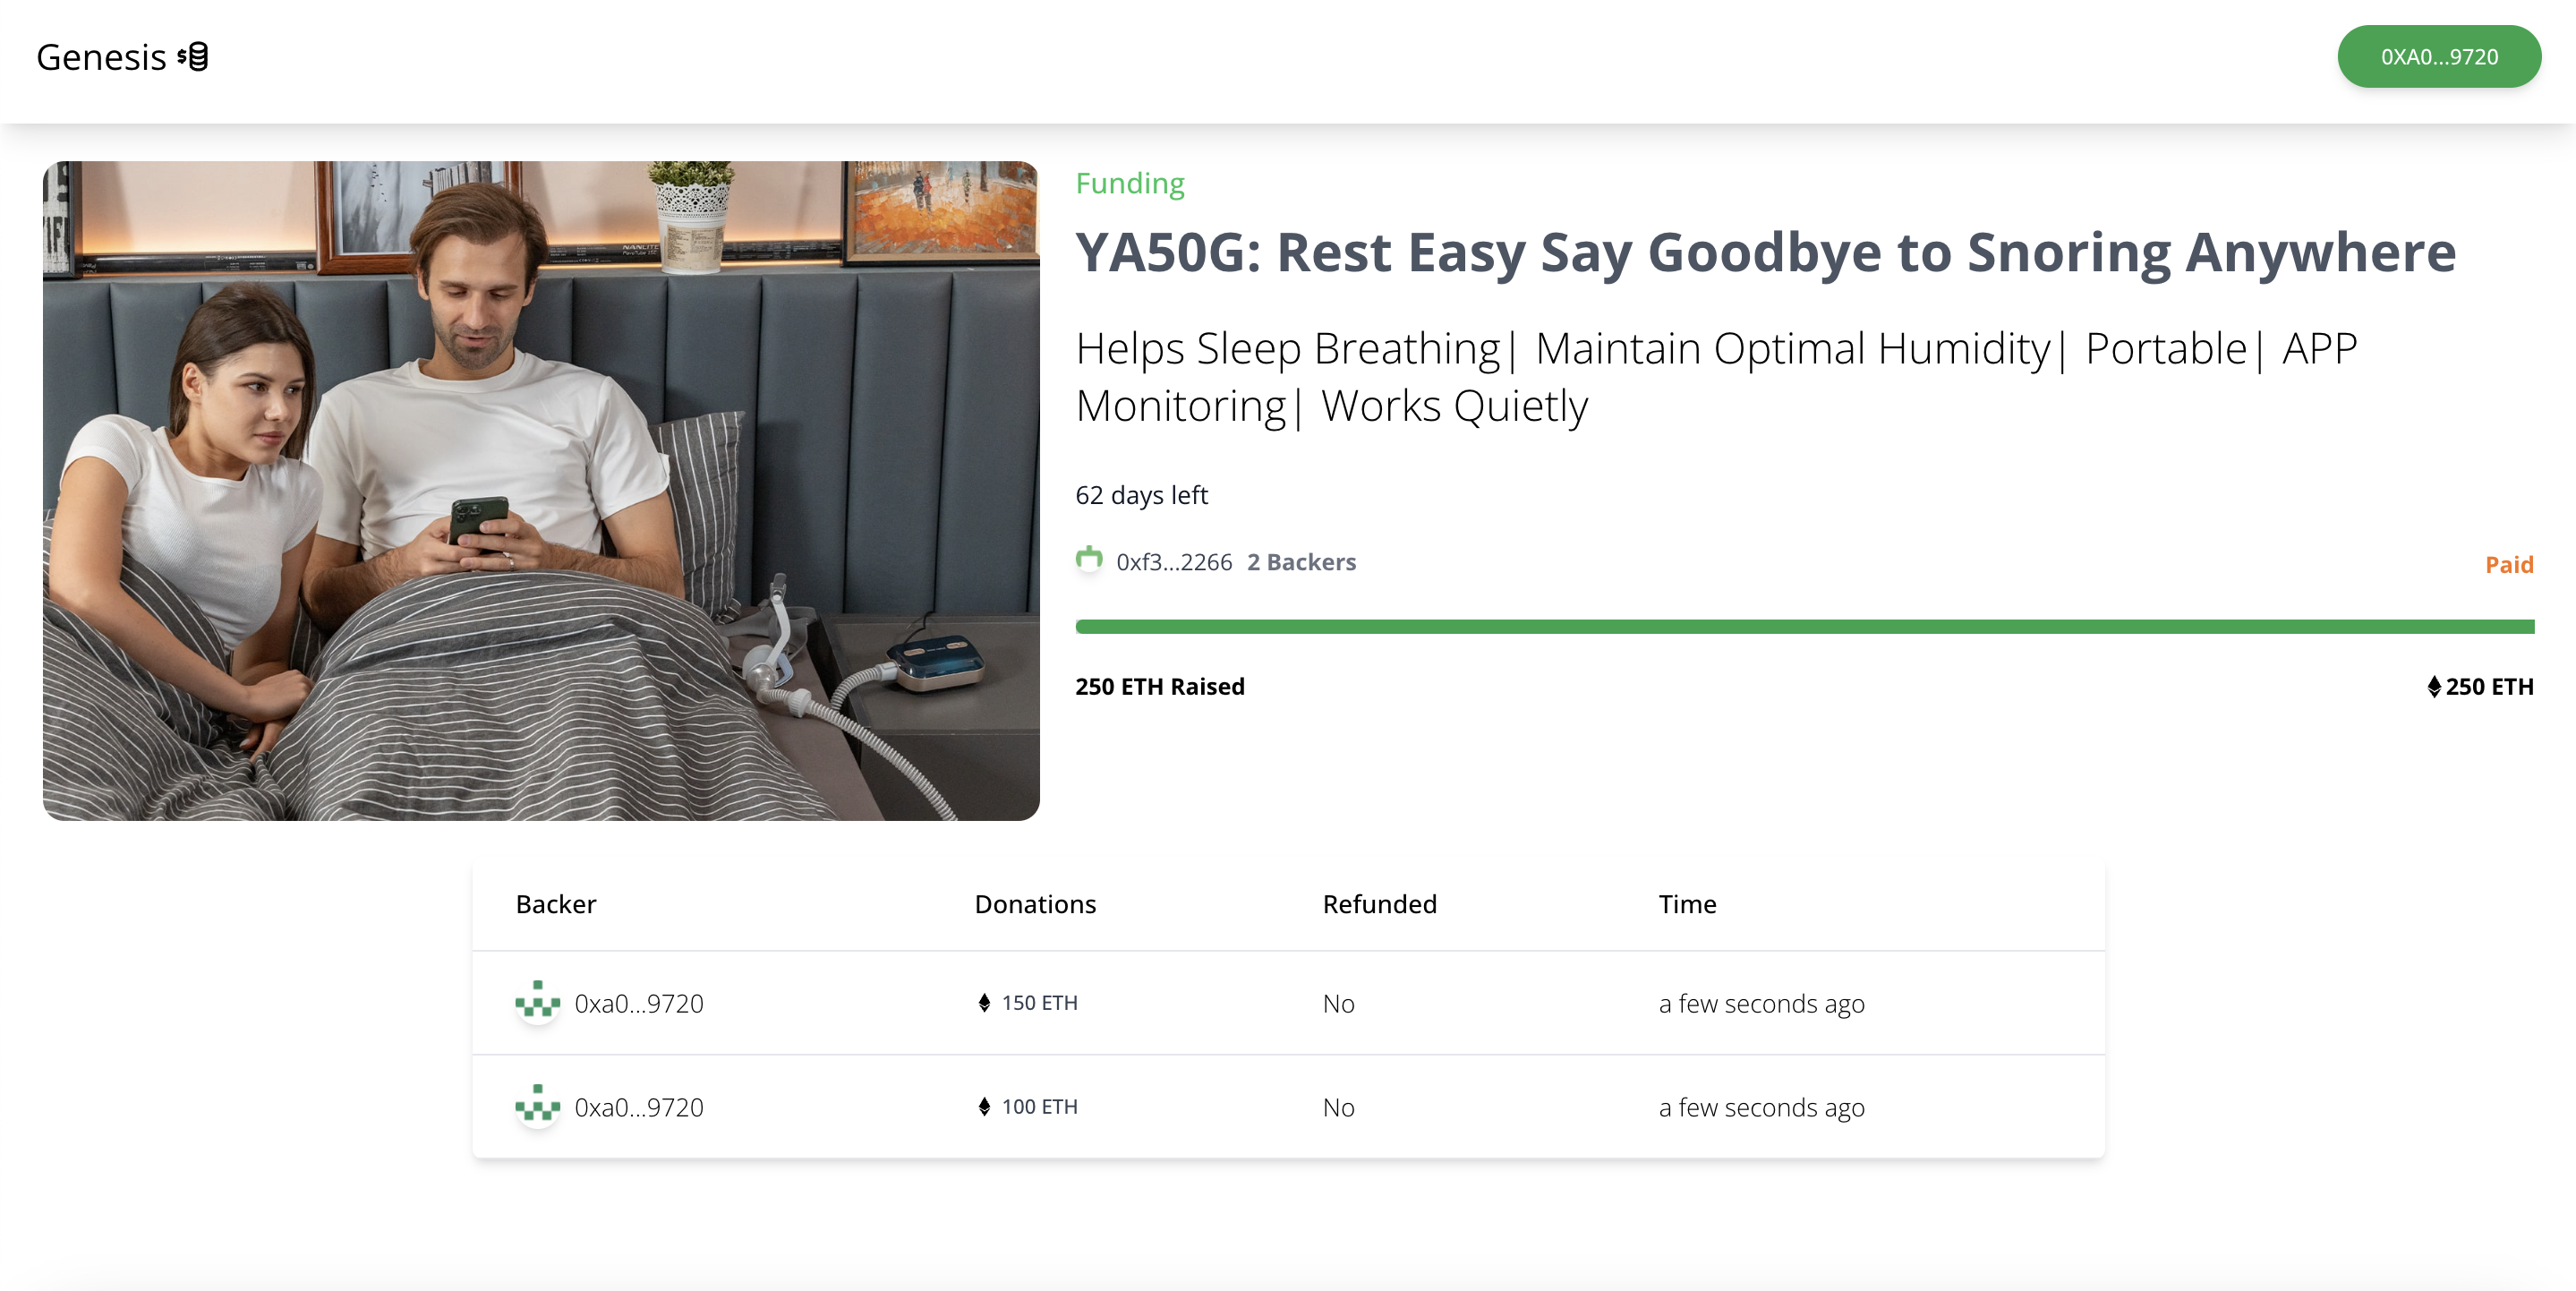 Genesis
0XA0...9720
NANLITE
Funding
YA50G: Rest Easy Say Goodbye to Snoring Anywhere
Helps Sleep Breathing| Maintain Optimal Humidity| Portable| APP
Monitoring| Works Quietly
62 days left
0xf3...2266 2 Backers
Paid
250 ETH Raised
250 ETH
Backer Donations Refunded Time
0xa0...9720 150 ETH No a few seconds ago
0xa0...9720 100 ETH No a few seconds ago